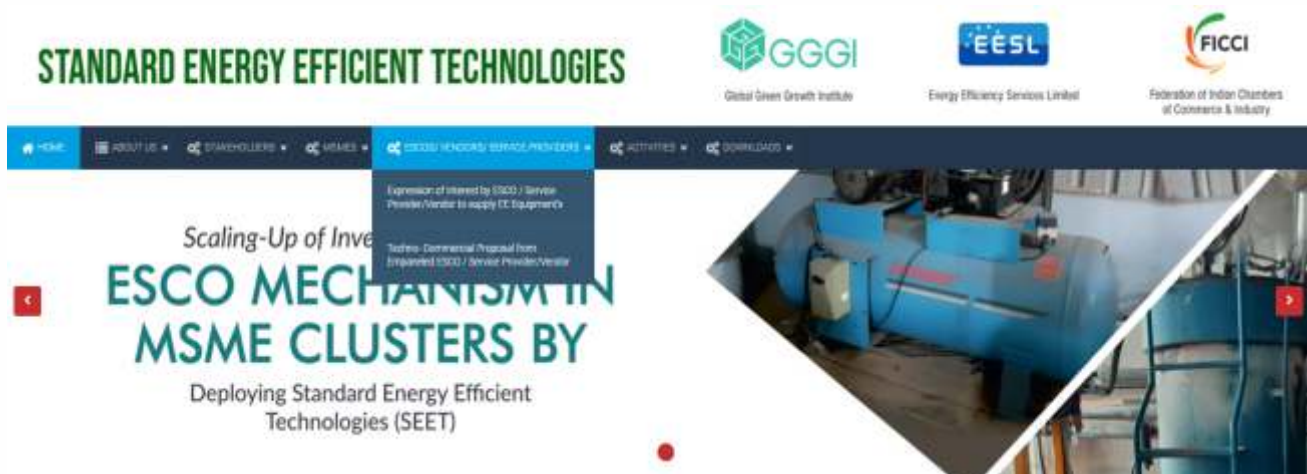 STANDARD ENERGY EFFICIENT TECHNOLOGIES
GGGI
Global Green Growth Institute
EESL
Energy Efficiency Services Limited
FICCI
Federation of Indian Chambers
of Commerce & Industry
HOME
ABOUT US
STAKEHOLDERS
MSMES
ESCOS/ VENDORS/ SERVICE PROVIDERS
ACTIVITIES
DOWNLOADS
Expression of Interest by ESCO / Service
Provider/Vendor to supply EE Equipment's
Techno- Commercial Proposal from
Empaneled ESCO / Service Provider/Vendor
Scaling-Up of Inve
ESCO MECHANISM IN
MSME CLUSTERS BY
Deploying Standard Energy Efficient
Technologies (SEET)